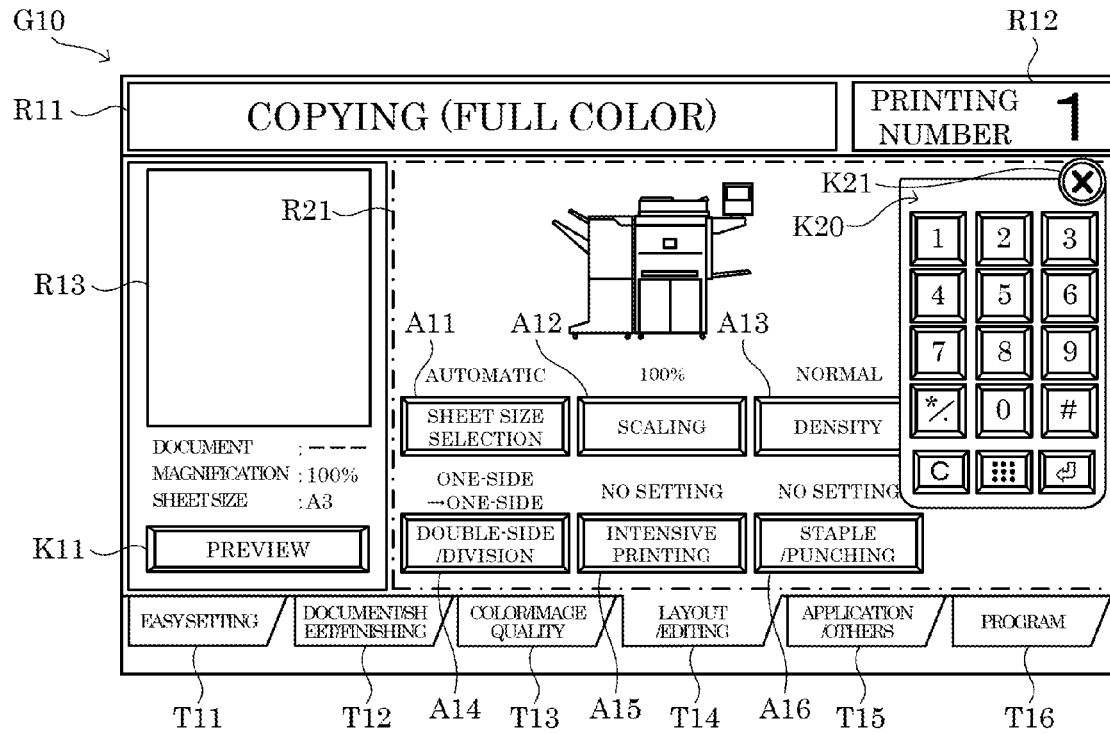 G10
R12
R11
COPYING (FULL COLOR)
PRINTING
NUMBER
1
K21
R21
K20
R13
1 2 3
4 5 6
7 8 9
*/. 0 #
C
A11 A12 A13
AUTOMATIC 100% NORMAL
SHEET SIZE
SELECTION
SCALING
DENSITY
DOCUMENT : – – –
MAGNIFICATION : 100%
SHEET SIZE : A3
ONE-SIDE
→ONE-SIDE
NO SETTING
NO SETTING
K11
PREVIEW
DOUBLE-SIDE
/DIVISION
INTENSIVE
PRINTING
STAPLE
/PUNCHING
EASY SETTING
DOCUMENT/SH
EET/FINISHING
COLOR/IMAGE
QUALITY
LAYOUT
/EDITING
APPLICATION
/OTHERS
PROGRAM
T11 T12 A14 T13 A15 T14 A16 T15 T16